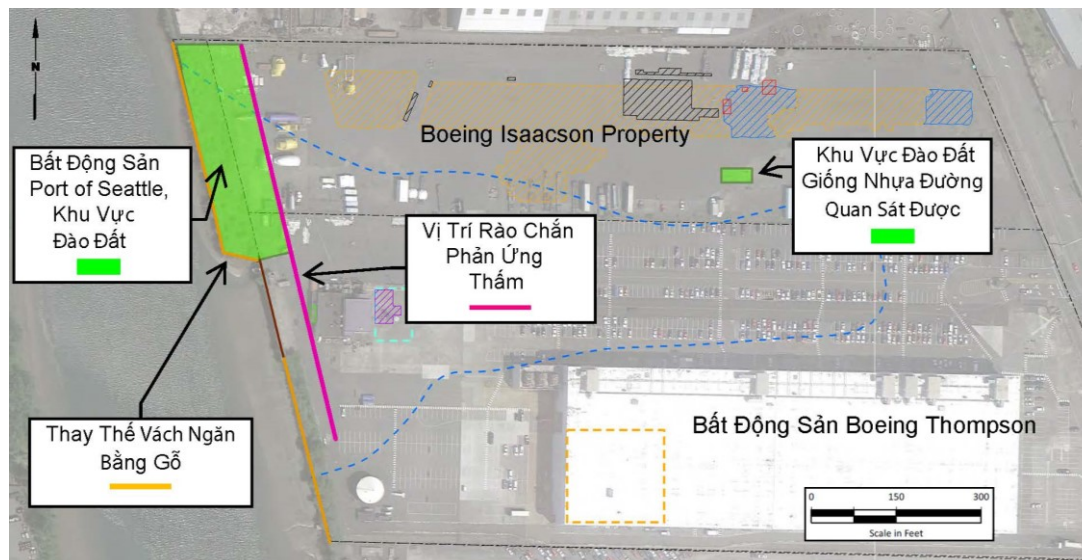 N
Boeing Isaacson Property
Bất Động Sản
Port of Seattle,
Khu Vực
Đào Đất
Vị Trí Rào Chắn
Phản Ứng
Thấm
Khu Vực Đào Đất
Giống Nhựa Đường
Quan Sát Được
Thay Thế Vách Ngăn
Bằng Gỗ
Bất Động Sản Boeing Thompson
0 150 300
Scale in Feet